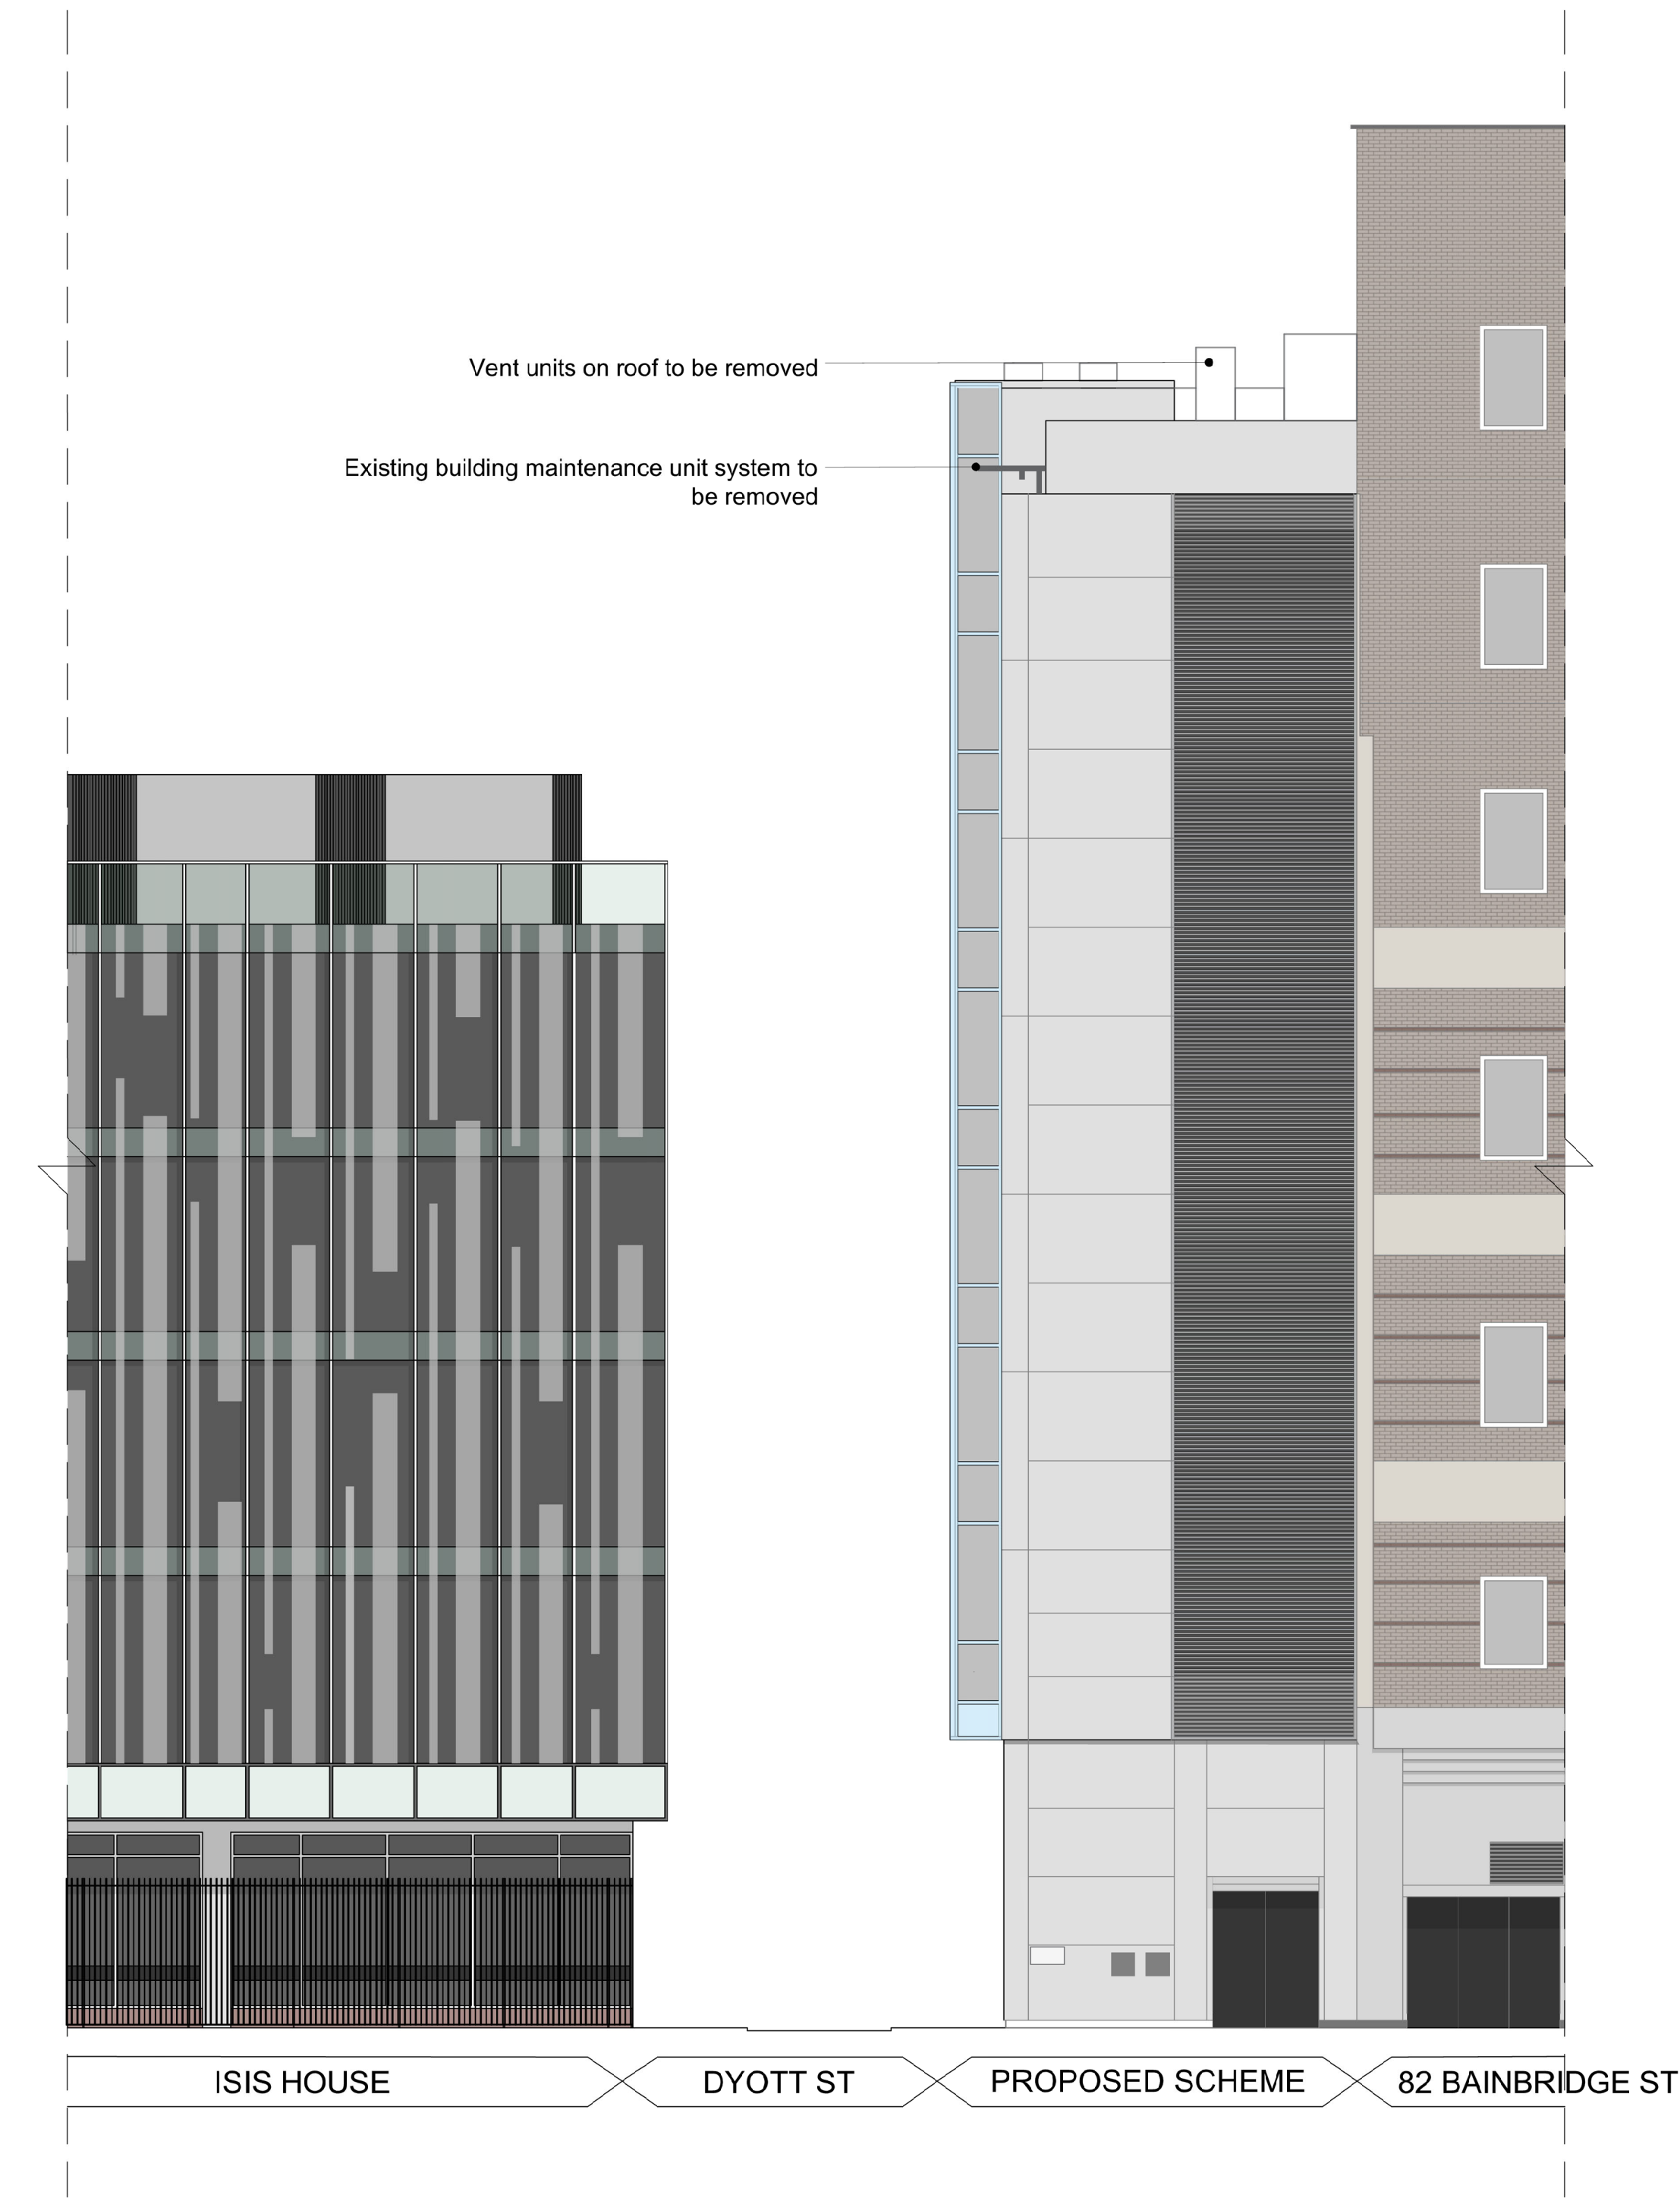 Vent units on roof to be removed
Existing building maintenance unit system to
be removed
ISIS HOUSE
DYOTT ST
PROPOSED SCHEME
82 BAINBRIDGE ST